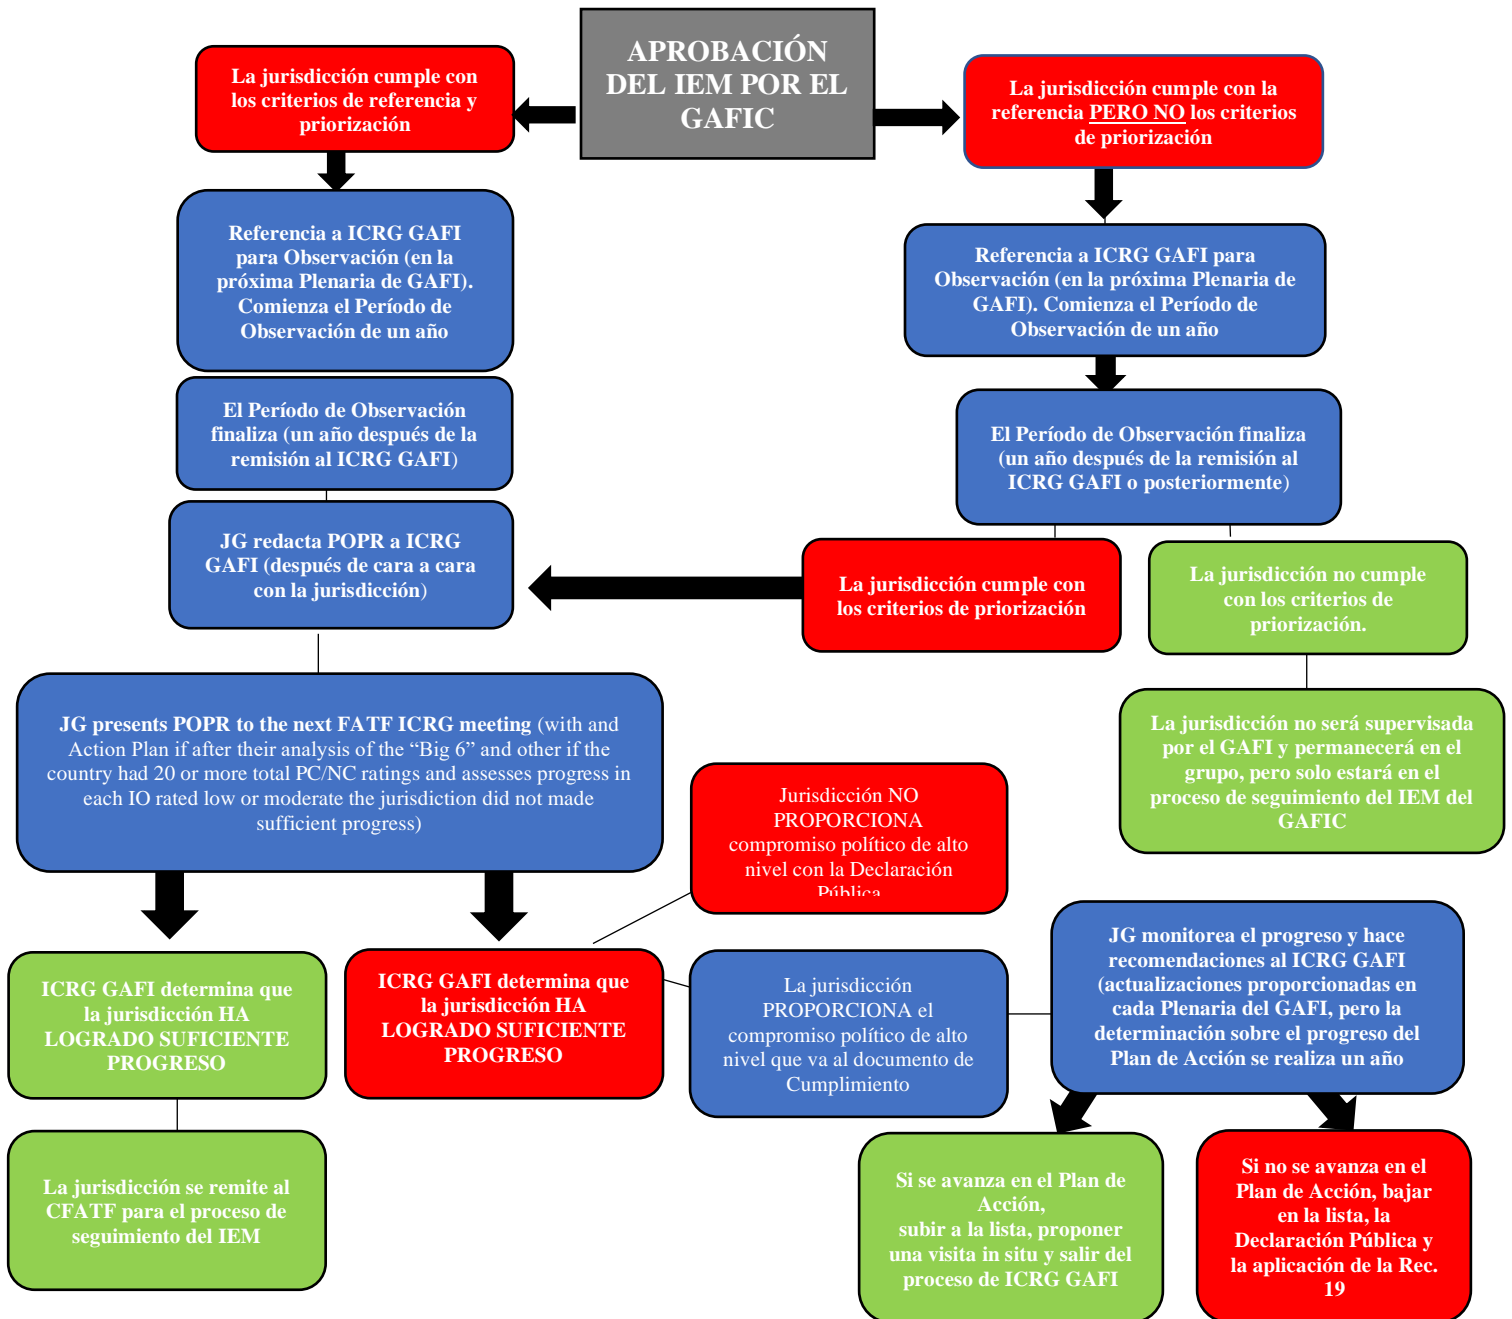 APROBACIÓN
DEL IEM POR EL
GAFIC
La jurisdicción cumple con
los criterios de referencia y
priorización
La jurisdicción cumple con la
referencia PERO NO los criterios
de priorización
Referencia a ICRG GAFI
para Observación (en la
próxima Plenaria de GAFI).
Comienza el Período de
Observación de un año
Referencia a ICRG GAFI para
Observación (en la próxima Plenaria de
GAFI). Comienza el Período de
Observación de un año
El Período de Observación
finaliza (un año después de la
remisión al ICRG GAFI)
El Período de Observación finaliza
(un año después de la remisión al
ICRG GAFI o posteriormente)
JG redacta POPR a ICRG
GAFI (después de cara a cara
con la jurisdicción)
La jurisdicción cumple con
los criterios de priorización
La jurisdicción no cumple
con los criterios de
priorización.
La jurisdicción no será supervisada
por el GAFI y permanecerá en el
grupo, pero solo estará en el
proceso de seguimiento del IEM del
GAFIC
JG presents POPR to the next FATF ICRG meeting (with and
Action Plan if after their analysis of the “Big 6” and other if the
country had 20 or more total PC/NC ratings and assesses progress in
each IO rated low or moderate the jurisdiction did not made
sufficient progress)
Jurisdicción NO
PROPORCIONA
compromiso político de alto
nivel con la Declaración
Pública
ICRG GAFI determina que
la jurisdicción HA
LOGRADO SUFICIENTE
PROGRESO
ICRG GAFI determina que
la jurisdicción HA
LOGRADO SUFICIENTE
PROGRESO
La jurisdicción
PROPORCIONA el
compromiso político de alto
nivel que va al documento de
Cumplimiento
JG monitorea el progreso y hace
recomendaciones al ICRG GAFI
(actualizaciones proporcionadas en
cada Plenaria del GAFI, pero la
determinación sobre el progreso del
Plan de Acción se realiza un año
La jurisdicción se remite al
CFATF para el proceso de
seguimiento del IEM
Si se avanza en el Plan de
Acción,
subir a la lista, proponer
una visita in situ y salir del
proceso de ICRG GAFI
Si no se avanza en el
Plan de Acción, bajar
en la lista, la
Declaración Pública y
la aplicación de la Rec.
19